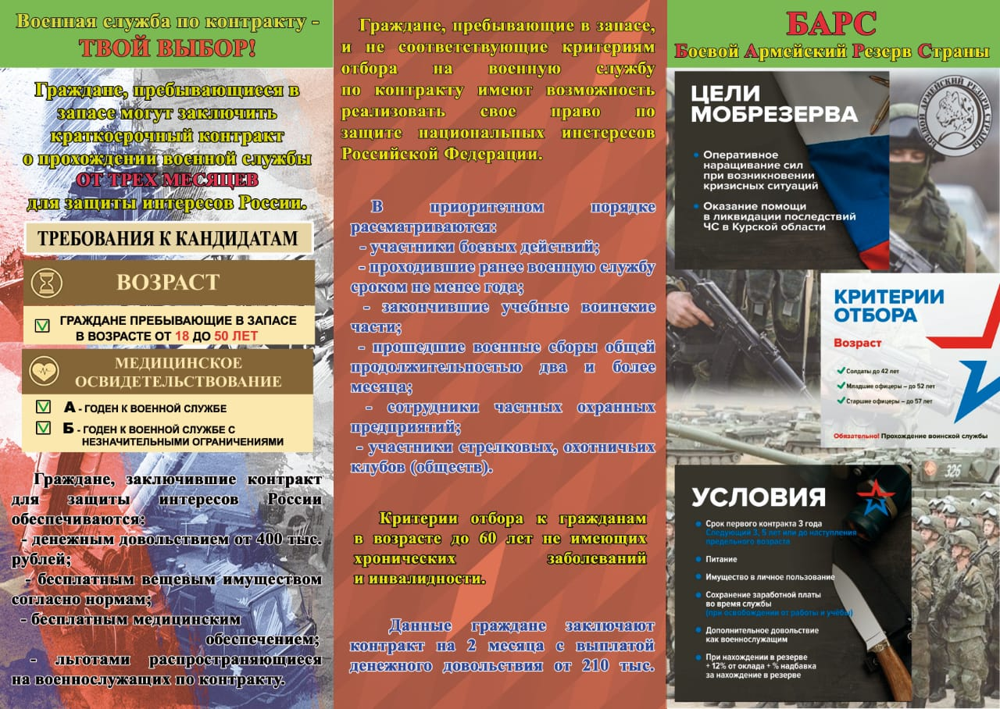 Военная служба по контракту -
ТВОЙ ВЫБОР!
Граждане, пребывающиеся в
запасе могут заключить
краткосрочный контракт
о прохождении военной службы
ОТ ТРЕХ МЕСЯЦЕВ
для защиты интересов России.
ТРЕБОВАНИЯ К КАНДИДАТАМ
ВОЗРАСТ
ГРАЖДАНЕ ПРЕБЫВАЮЩИЕ В ЗАПАСЕ
В ВОЗРАСТЕ ОТ 18 ДО 50 ЛЕТ
МЕДИЦИНСКОЕ
ОСВИДЕТЕЛЬСТВОВАНИЕ
А - ГОДЕН К ВОЕННОЙ СЛУЖБЕ
Б - ГОДЕН К ВОЕННОЙ СЛУЖБЕ С
НЕЗНАЧИТЕЛЬНЫМИ ОГРАНИЧЕНИЯМИ
Граждане, заключившие контракт
для защиты интересов России
обеспечиваются:
- денежным довольствием от 400 тыс.
рублей;
- бесплатным вещевым имуществом
согласно нормам;
- бесплатным медицинским
обеспечением;
- льготами распространяющиеся
на военнослужащих по контракту.
Граждане, пребывающие в запасе,
и не соответствующие критериям
отбора на военную службу
по контракту имеют возможность
реализовать свое право по
защите национальных инстересов
Российской Федерации.
В приоритетном порядке
рассматриваются:
- участники боевых действий;
- проходившие ранее военную службу
сроком не менее года;
- закончившие учебные воинские
части;
- прошедшие военные сборы общей
продолжительностью два и более
месяца;
- сотрудники частных охранных
предприятий;
- участники стрелковых, охотничьих
клубов (обществ).
Критерии отбора к гражданам
в возрасте до 60 лет не имеющих
хронических заболеваний
и инвалидности.
Данные граждане заключают
контракт на 2 месяца с выплатой
денежного довольствия от 210 тыс.
БАРС
Боевой Армейский Резерв Страны
ЦЕЛИ
МОБРЕЗЕРВА
БОЕВОЙ АРМЕЙСКИЙ РЕЗЕРВ СТРАНЫ
• Оперативное
наращивание сил
при возникновении
кризисных ситуаций
• Оказание помощи
в ликвидации последствий
ЧС в Курской области
КРИТЕРИИ
ОТБОРА
Возраст
Солдаты до 42 лет
Младшие офицеры – до 52 лет
Старшие офицеры – до 57 лет
Обязательно! Прохождение воинской службы
326
УСЛОВИЯ
• Срок первого контракта 3 года
Следующий 3, 5 лет или до наступления
предельного возраста
• Питание
• Имущество в личное пользование
• Сохранение заработной платы
во время службы
(при освобождении от работы и учёбы)
• Дополнительное довольствие
как военнослужащим
• При нахождении в резерве
+ 12% от оклада + % надбавка
за нахождение в резерве